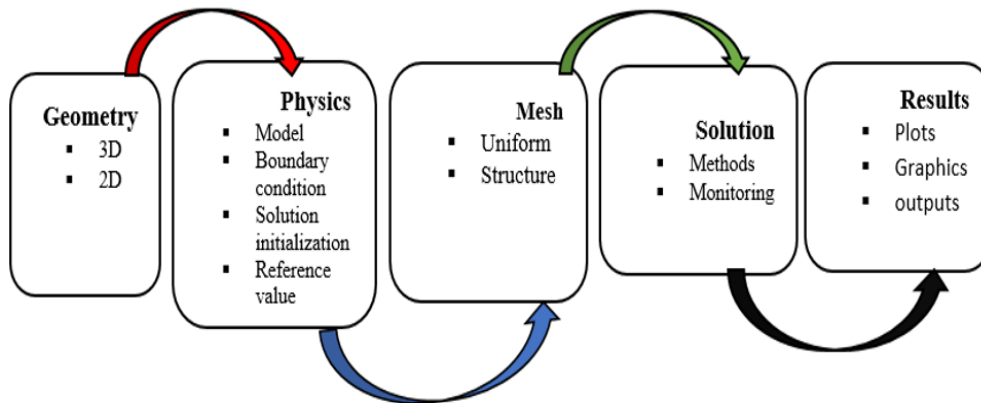 Geometry
▪ 3D
▪ 2D
Physics
▪ Model
▪ Boundary
condition
▪ Solution
initialization
▪ Reference
value
Mesh
▪ Uniform
▪ Structure
Solution
▪ Methods
▪ Monitoring
Results
▪ Plots
▪ Graphics
▪ outputs